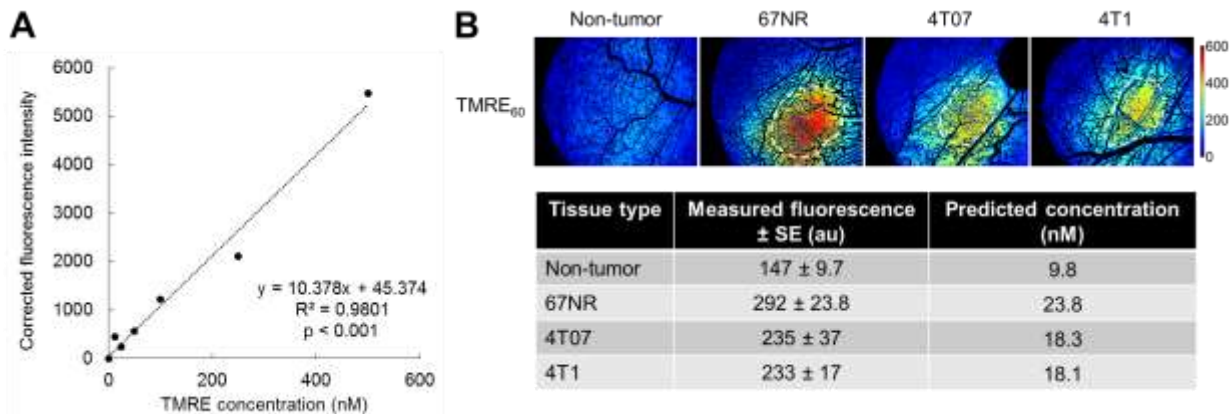 A
Corrected fluorescence intensity
6000
5000
4000
3000
2000
1000
0
0 200 400 600
TMRE concentration (nM)
y = 10.378x + 45.374
R² = 0.9801
p < 0.001
B
Non-tumor 67NR 4T07 4T1
TMRE₆₀
600
400
200
0
Tissue type Measured fluorescence ± SE (au) Predicted concentration (nM)
Non-tumor 147 ± 9.7 9.8
67NR 292 ± 23.8 23.8
4T07 235 ± 37 18.3
4T1 233 ± 17 18.1